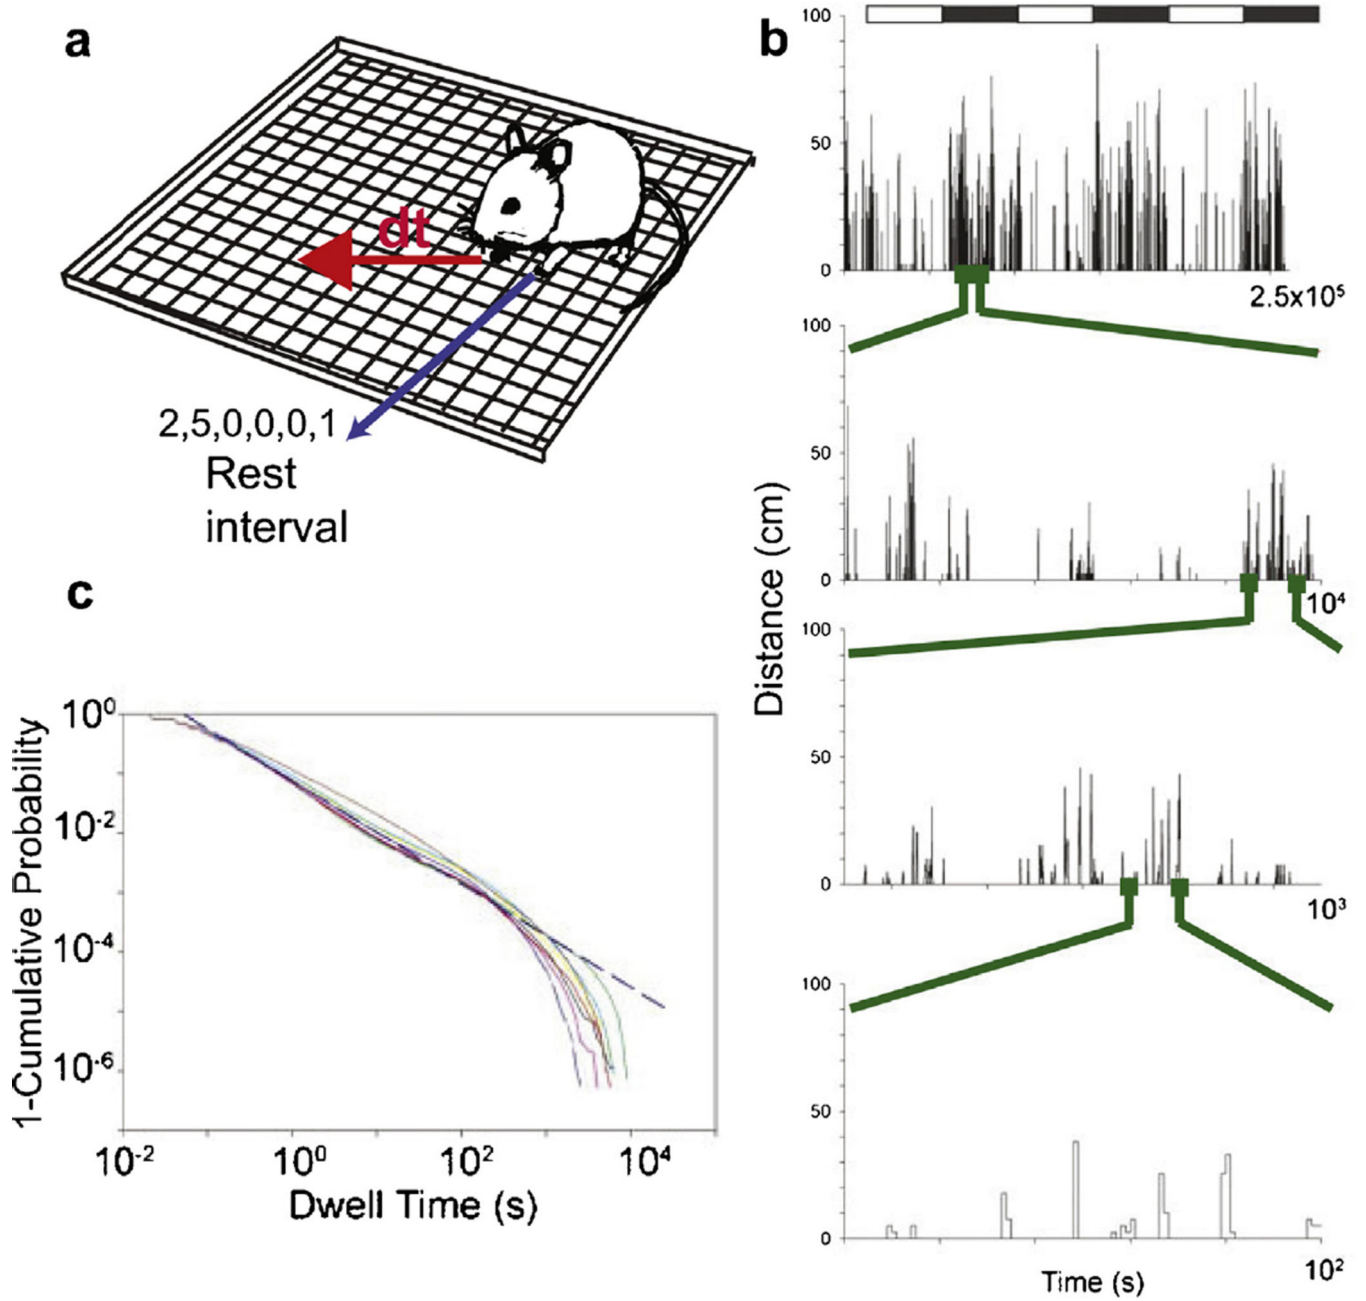 a
dt
2,5,0,0,0,1
Rest
interval
b
100
50
0
2.5x10⁵
100
50
0
10⁴
100
50
0
10³
100
50
0
10²
Distance (cm)
Time (s)
c
10⁰
10⁻²
10⁻⁴
10⁻⁶
1-Cumulative Probability
10⁻² 10⁰ 10² 10⁴
Dwell Time (s)